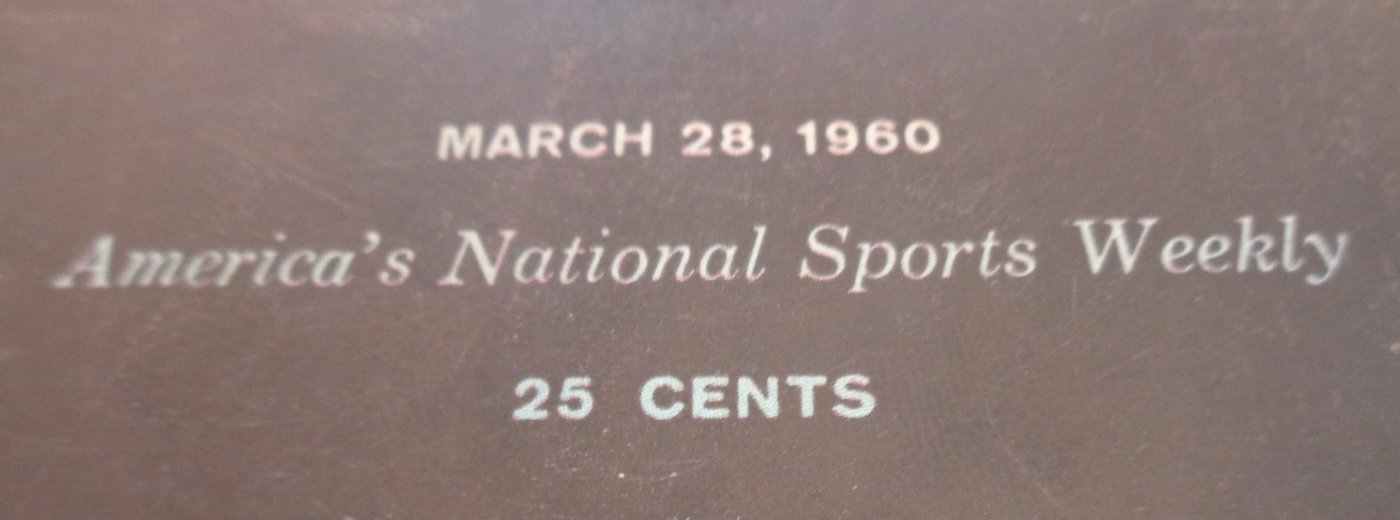 MARCH 28, 1960
America's National Sports Weekly
25 CENTS